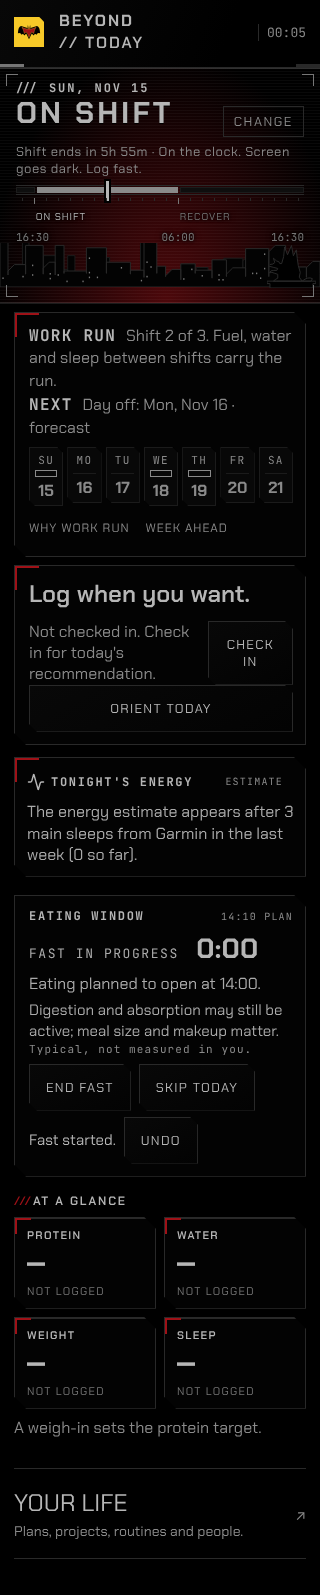 BEYOND
// TODAY
00:05
/// SUN, NOV 15
ON SHIFT
CHANGE
Shift ends in 5h 55m · On the clock. Screen
goes dark. Log fast.
ON SHIFT
RECOVER
16:30
06:00
16:30
WORK RUN Shift 2 of 3. Fuel, water
and sleep between shifts carry the
run.
NEXT Day off: Mon, Nov 16 ·
forecast
SU MO TU WE TH FR SA
15 16 17 18 19 20 21
WHY WORK RUN WEEK AHEAD
Log when you want.
Not checked in. Check
in for today's
recommendation.
CHECK
IN
ORIENT TODAY
TONIGHT'S ENERGY
ESTIMATE
The energy estimate appears after 3
main sleeps from Garmin in the last
week (0 so far).
EATING WINDOW
14:10 PLAN
FAST IN PROGRESS 0:00
Eating planned to open at 14:00.
Digestion and absorption may still be
active; meal size and makeup matter.
Typical, not measured in you.
END FAST
SKIP TODAY
Fast started.
UNDO
///AT A GLANCE
PROTEIN
—
NOT LOGGED
WATER
—
NOT LOGGED
WEIGHT
—
NOT LOGGED
SLEEP
—
NOT LOGGED
A weigh-in sets the protein target.
YOUR LIFE
Plans, projects, routines and people.
↗